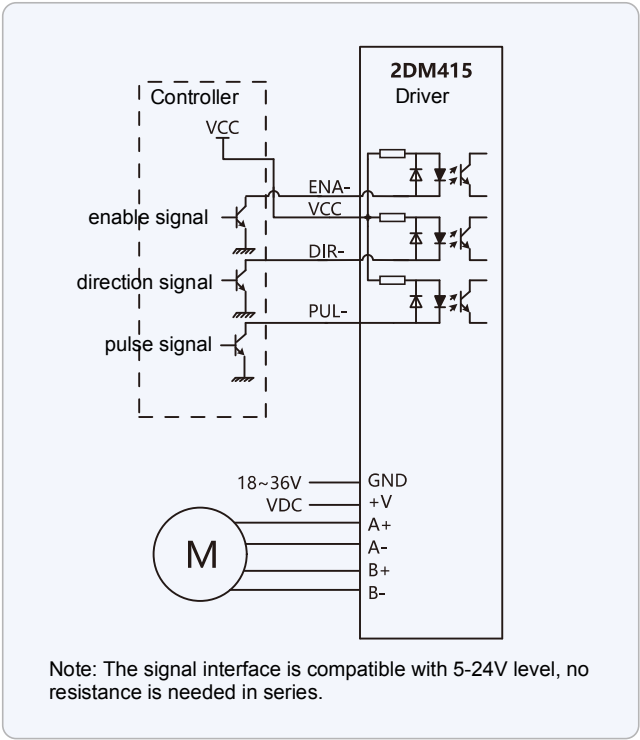 2DM415
Driver
Controller
VCC
ENA-
VCC
enable signal
DIR-
direction signal
PUL-
pulse signal
18~36V
GND
VDC
+V
A+
A-
B+
B-
M
Note: The signal interface is compatible with 5-24V level, no
resistance is needed in series.